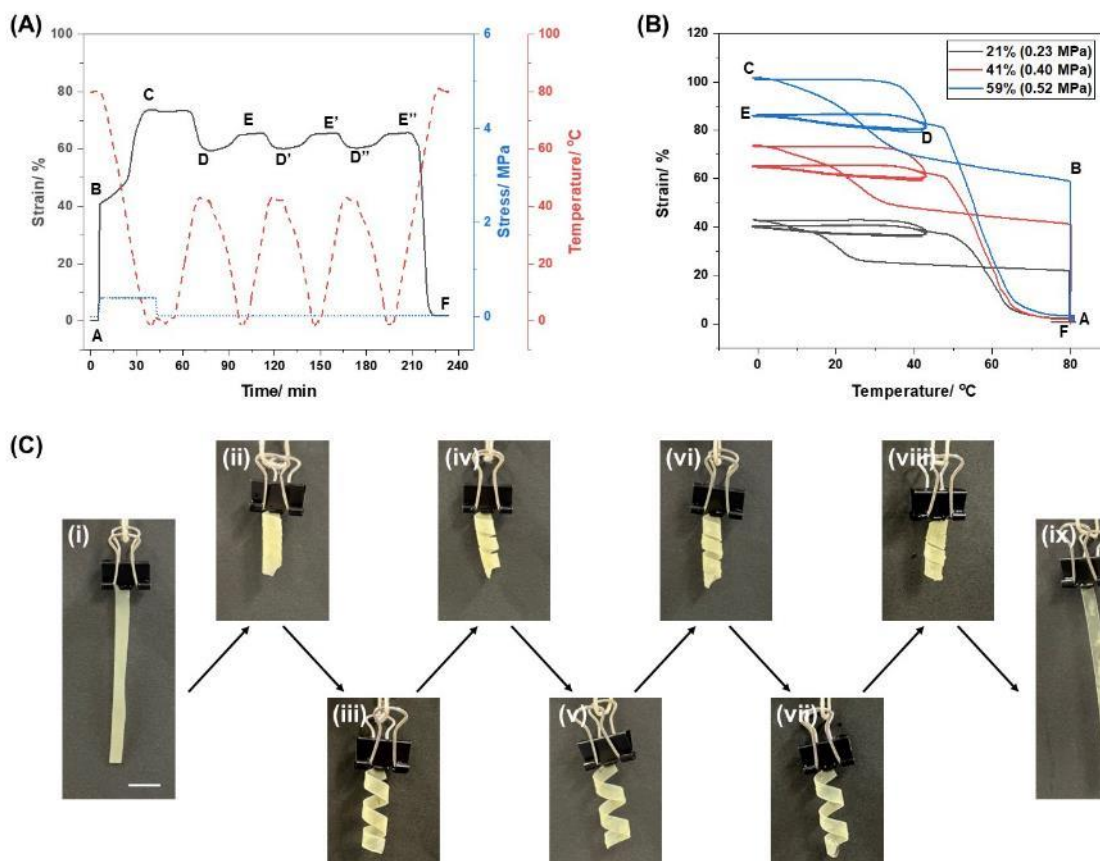 (A)
100
80
60
40
20
0
Strain/ %
0
30
60
90
120
150
180
210
240
Time/ min
6
4
2
0
Stress/ MPa
100
80
60
40
20
0
Temperature/ °C
A
B
C
D
E
D'
E'
D''
E''
F
(B)
120
100
80
60
40
20
0
Strain/ %
0
20
40
60
80
Temperature/ °C
21% (0.23 MPa)
41% (0.40 MPa)
59% (0.52 MPa)
C
E
D
B
A
F
(C)
(i)
(ii)
(iii)
(iv)
(v)
(vi)
(vii)
(viii)
(ix)